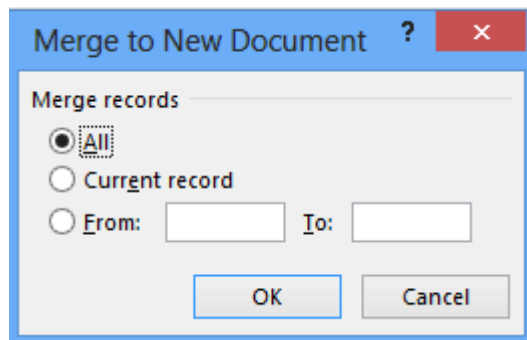 Merge to New Document ? ×
Merge records
All
Current record
From: To:
OK Cancel